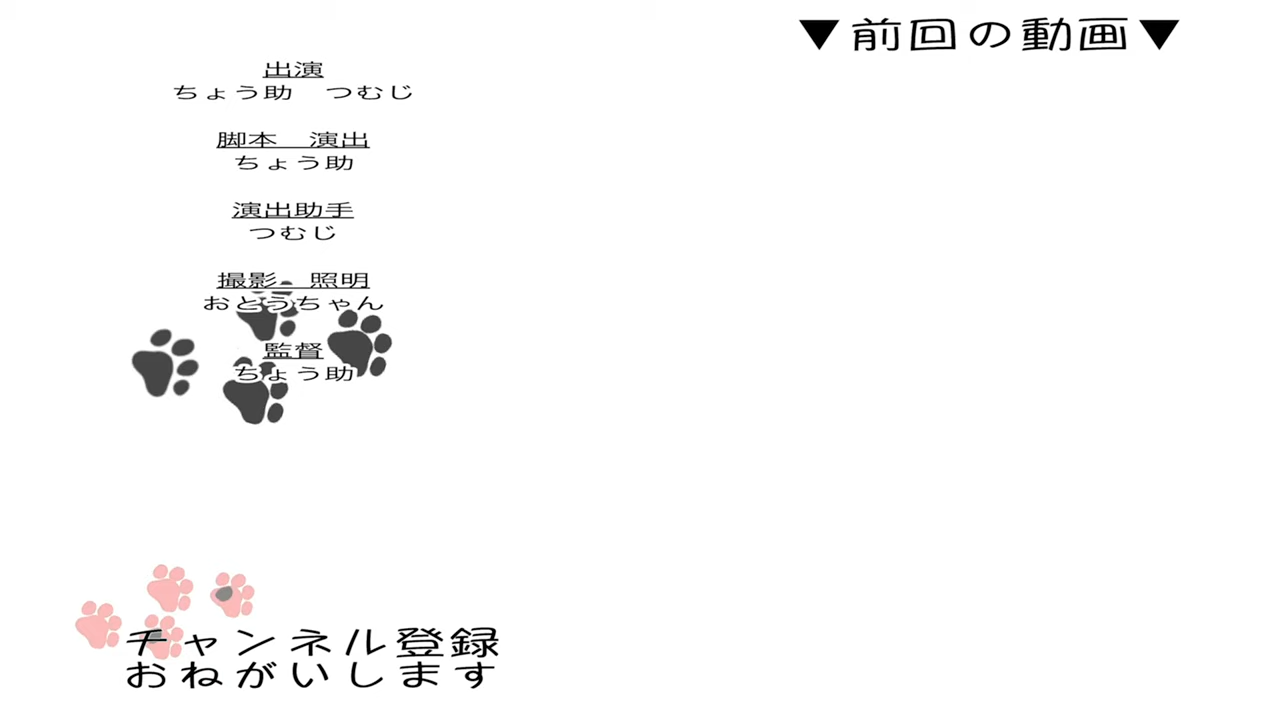 ▼前回の動画▼
出演
ちょう助　つむじ
脚本　演出
ちょう助
演出助手
つむじ
撮影　照明
おとうちゃん
監督
ちょう助
チャンネル登録
おねがいします